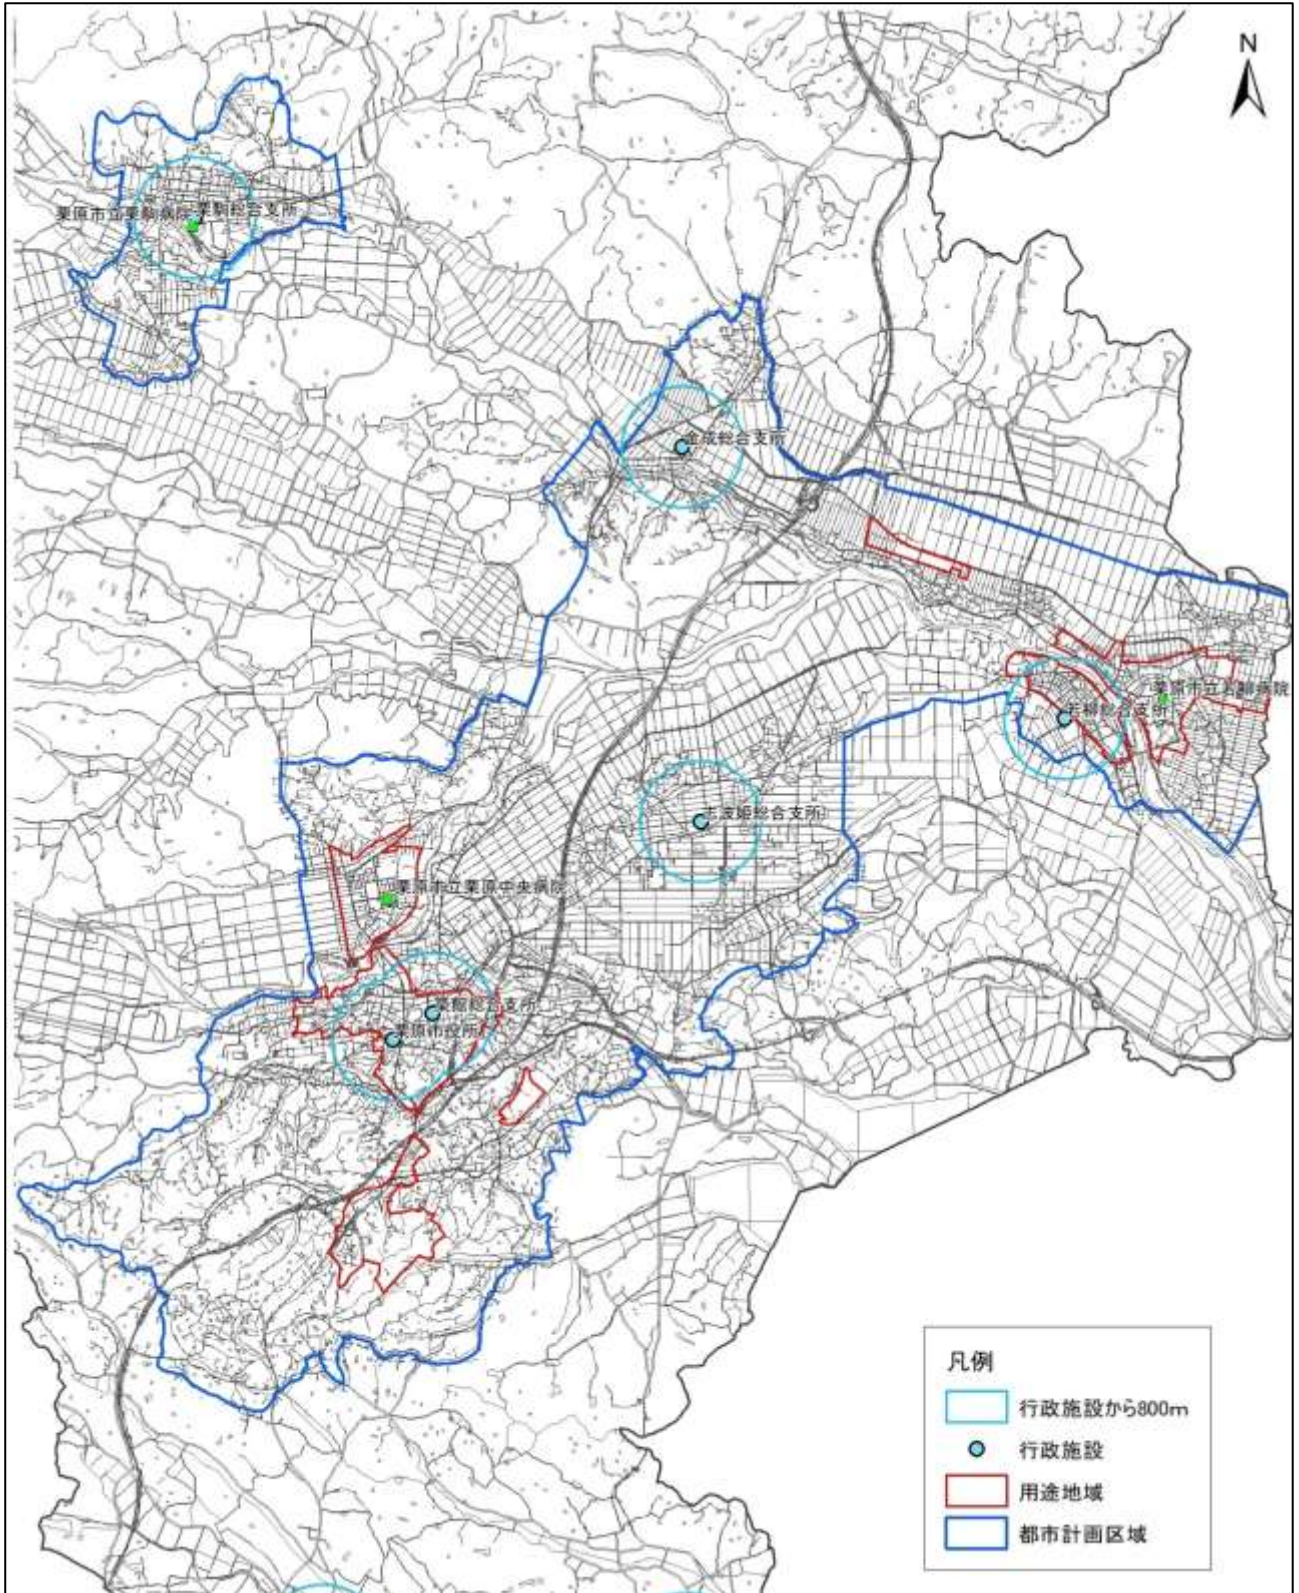 N
栗原市立栗駒病院
栗駒総合支所
金成総合支所
栗原市立若柳病院
若柳総合支所
志波姫総合支所
栗原市立栗原中央病院
築館総合支所
栗原市役所
凡例
行政施設から800m
行政施設
用途地域
都市計画区域